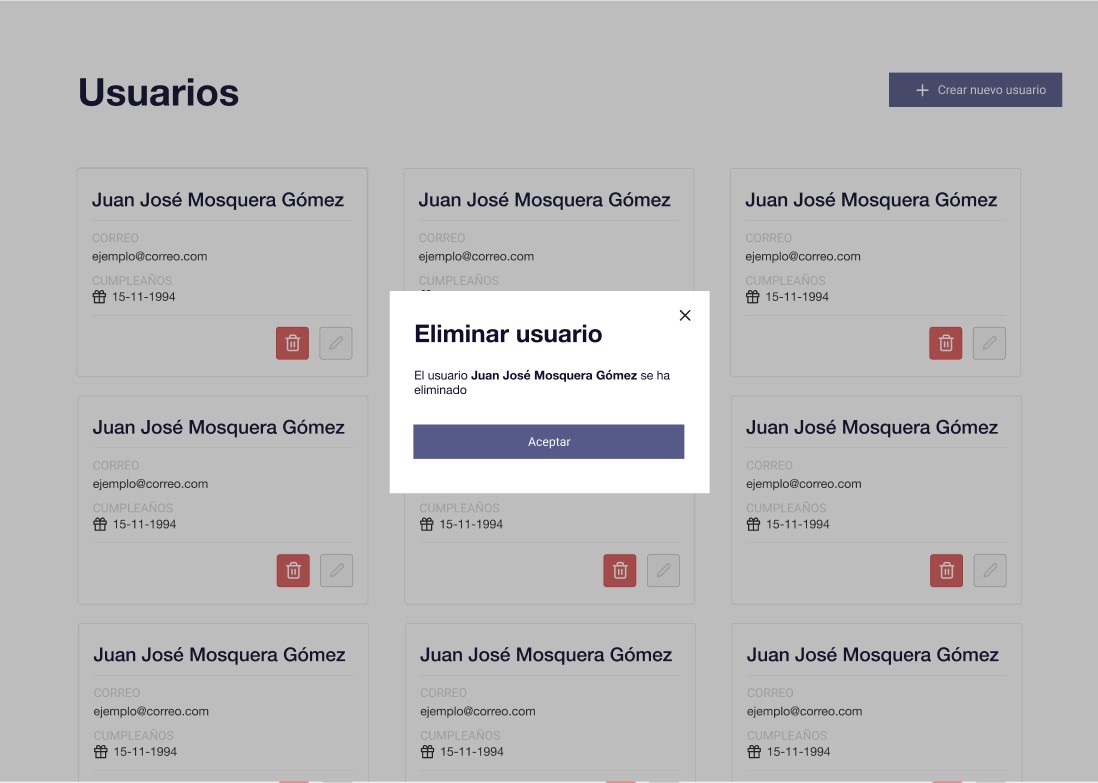 Usuarios
Crear nuevo usuario
Juan José Mosquera Gómez
CORREO
ejemplo@correo.com
CUMPLEAÑOS
15-11-1994
Juan José Mosquera Gómez
CORREO
ejemplo@correo.com
CUMPLEAÑOS
Juan José Mosquera Gómez
CORREO
ejemplo@correo.com
CUMPLEAÑOS
15-11-1994
Eliminar usuario
El usuario Juan José Mosquera Gómez se ha
eliminado
Aceptar
Juan José Mosquera Gómez
CORREO
ejemplo@correo.com
CUMPLEAÑOS
15-11-1994
CUMPLEAÑOS
15-11-1994
Juan José Mosquera Gómez
CORREO
ejemplo@correo.com
CUMPLEAÑOS
15-11-1994
Juan José Mosquera Gómez
CORREO
ejemplo@correo.com
CUMPLEAÑOS
15-11-1994
Juan José Mosquera Gómez
CORREO
ejemplo@correo.com
CUMPLEAÑOS
15-11-1994
Juan José Mosquera Gómez
CORREO
ejemplo@correo.com
CUMPLEAÑOS
15-11-1994